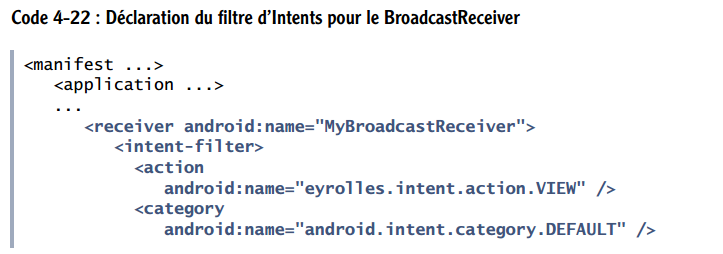 Code 4-22 : Déclaration du filtre d’Intents pour le BroadcastReceiver
<manifest ...>
<application ...>
...
<receiver android:name="MyBroadcastReceiver">
<intent-filter>
<action
android:name="eyrolles.intent.action.VIEW" />
<category
android:name="android.intent.category.DEFAULT" />